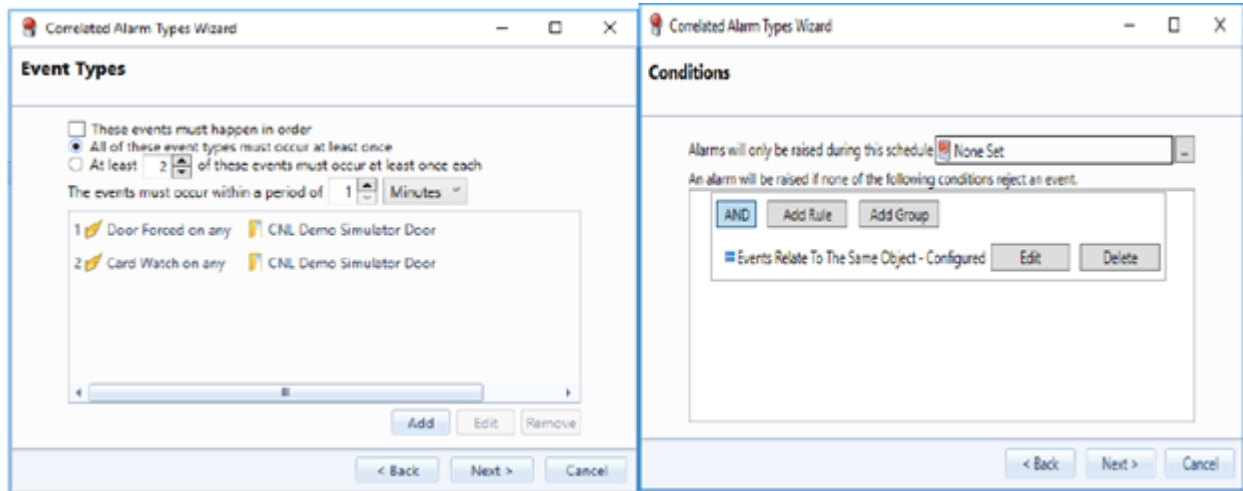 Correlated Alarm Types Wizard
Event Types
These events must happen in order
All of these event types must occur at least once
At least 2 of these events must occur at least once each
The events must occur within a period of 1 Minutes
1 Door Forced on any CNL Demo Simulator Door
2 Card Watch on any CNL Demo Simulator Door
Add Edit Remove
< Back Next > Cancel
Correlated Alarm Types Wizard
Conditions
Alarms will only be raised during this schedule None Set ...
An alarm will be raised if none of the following conditions reject an event.
AND Add Rule Add Group
Events Relate To The Same Object - Configured Edit Delete
< Back Next > Cancel